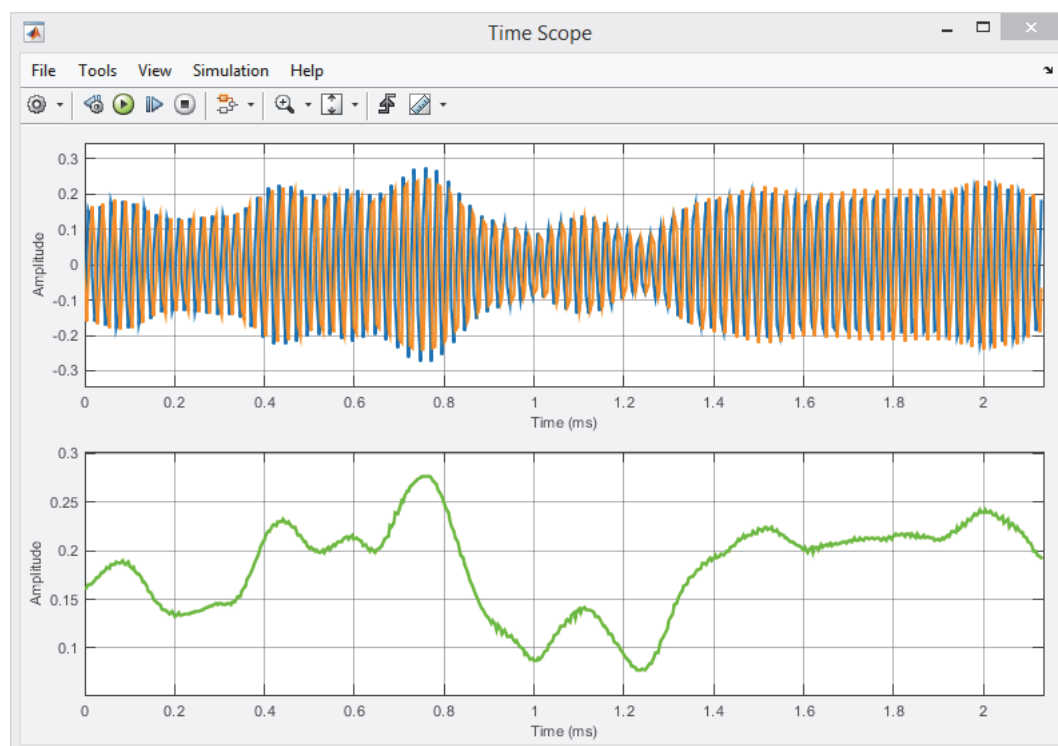 Time Scope
File Tools View Simulation Help
0.3
0.2
0.1
0
-0.1
-0.2
-0.3
Amplitude
0 0.2 0.4 0.6 0.8 1 1.2 1.4 1.6 1.8 2
Time (ms)
0.3
0.25
0.2
0.15
0.1
Amplitude
0 0.2 0.4 0.6 0.8 1 1.2 1.4 1.6 1.8 2
Time (ms)